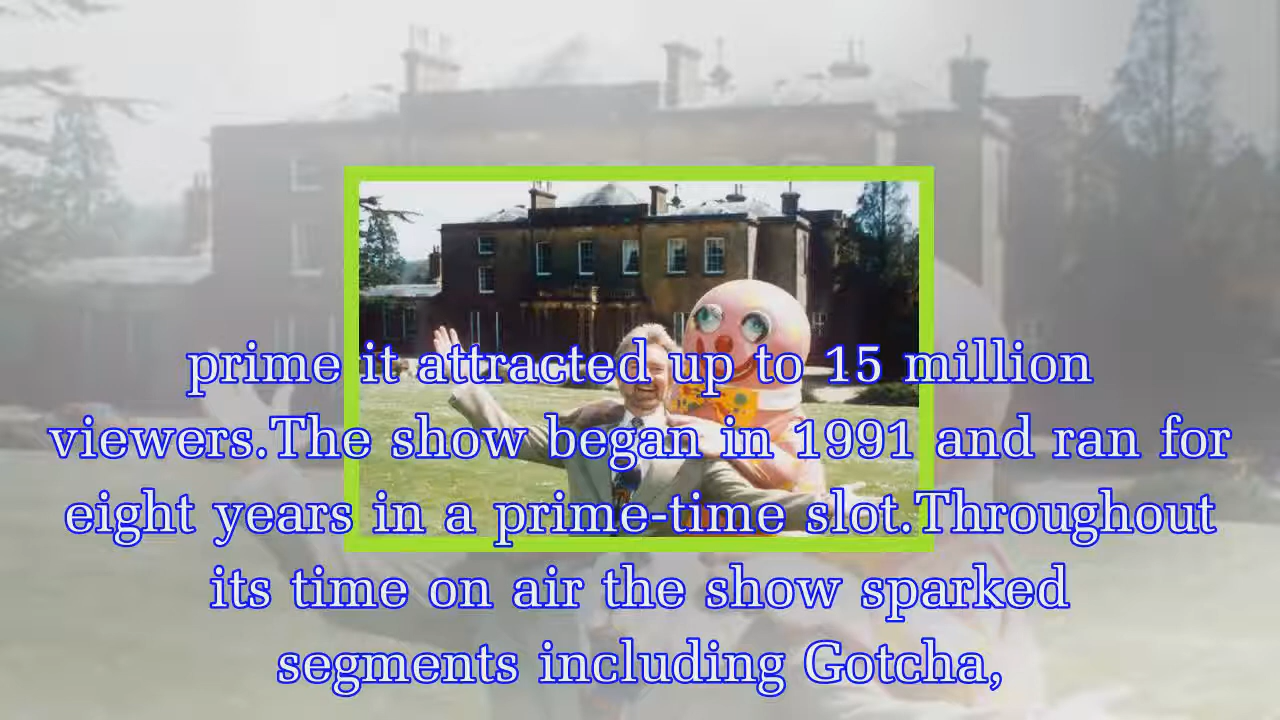 prime it attracted up to 15 million
viewers.The show began in 1991 and ran for
eight years in a prime-time slot.Throughout
its time on air the show sparked
segments including Gotcha,